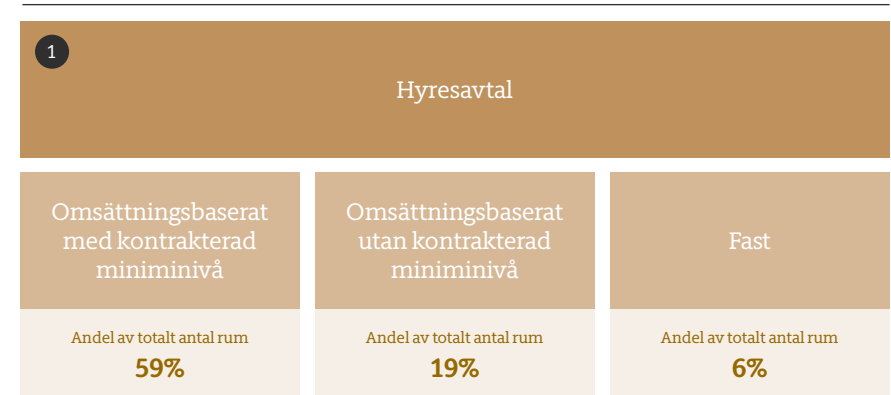 1
Hyresavtal
Omsättningsbaserat
med kontrakterad
miniminivå
Omsättningsbaserat
utan kontrakterad
miniminivå
Fast
Andel av totalt antal rum
59%
Andel av totalt antal rum
19%
Andel av totalt antal rum
6%